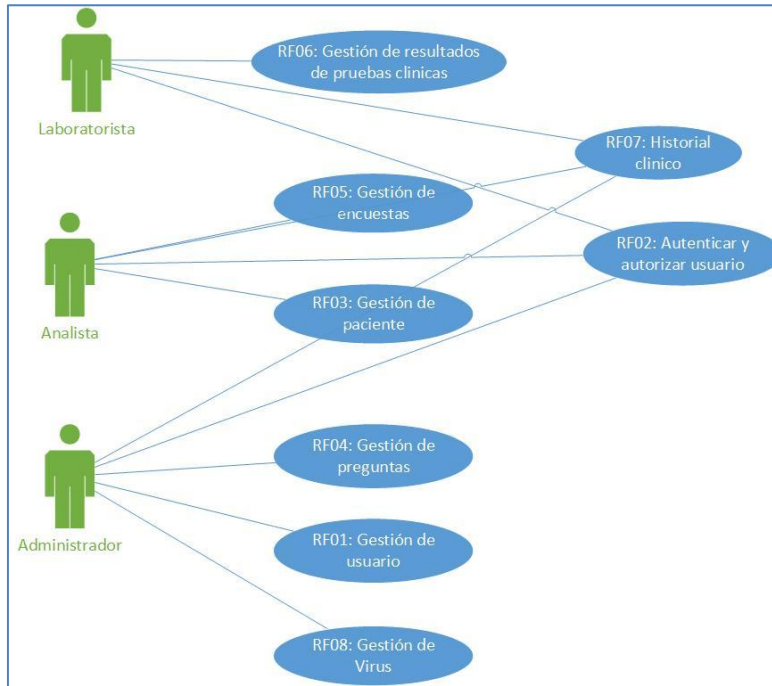 RF06: Gestión de resultados
de pruebas clínicas
Laboratorista
RF07: Historial
clinico
RF05: Gestión de
encuestas
RF02: Autenticar y
autorizar usuario
Analista
RF03: Gestión de
paciente
RF04: Gestión de
preguntas
Administrador
RF01: Gestión de
usuario
RF08: Gestión de
Virus